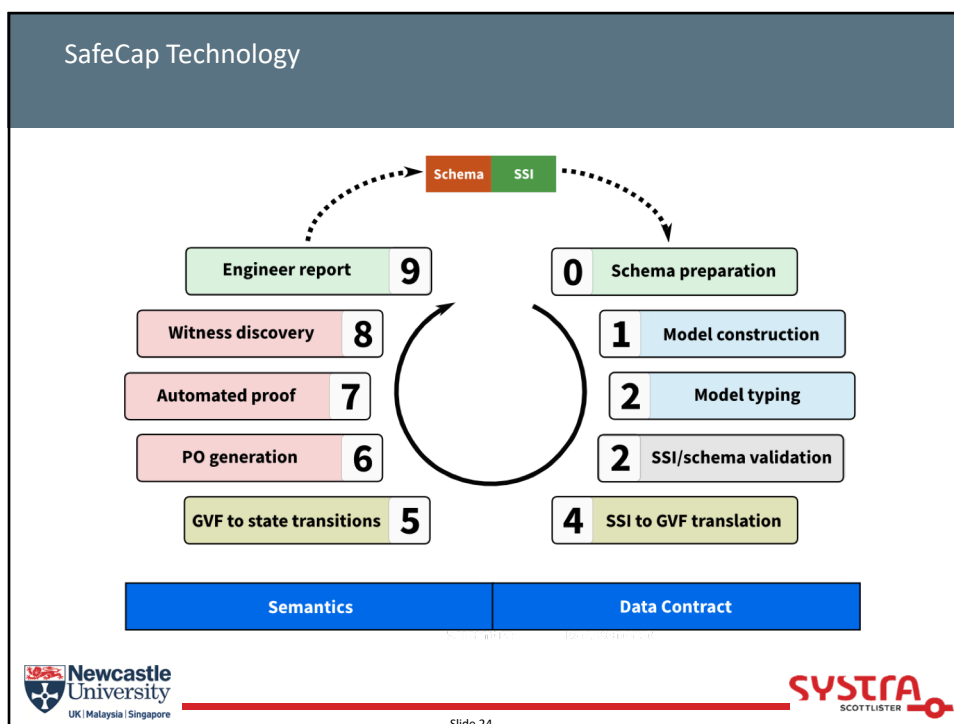 SafeCap Technology
Schema SSI
Engineer report 9
0 Schema preparation
Witness discovery 8
1 Model construction
Automated proof 7
2 Model typing
PO generation 6
2 SSI/schema validation
GVF to state transitions 5
4 SSI to GVF translation
Semantics
Data Contract
Newcastle
University
UK | Malaysia | Singapore
SYSTRA
SCOTTLISTER
Slide 24